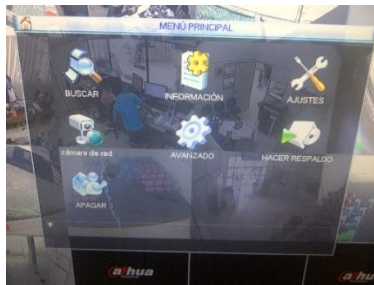 MENÚ PRINCIPAL
BUSCAR
INFORMACIÓN
AJUSTES
cámara de red
AVANZADO
HACER RESPALDO
APAGAR
alhua
alhua